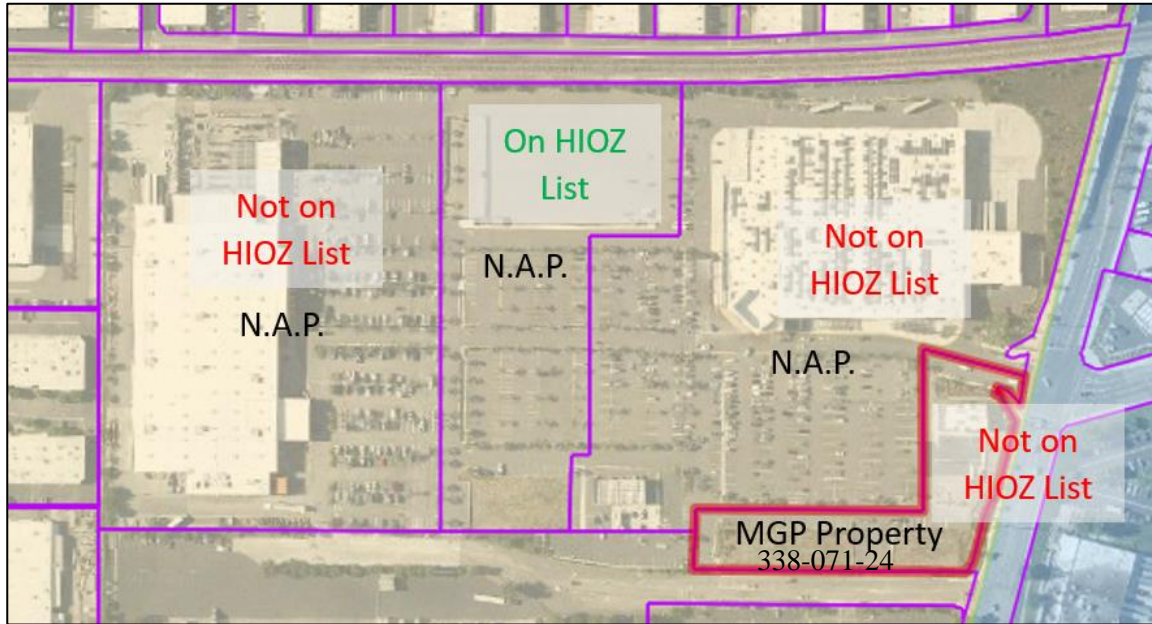 On HIOZ
List
Not on
HIOZ List
Not on
HIOZ List
N.A.P.
N.A.P.
N.A.P.
Not on
HIOZ List
MGP Property
338-071-24